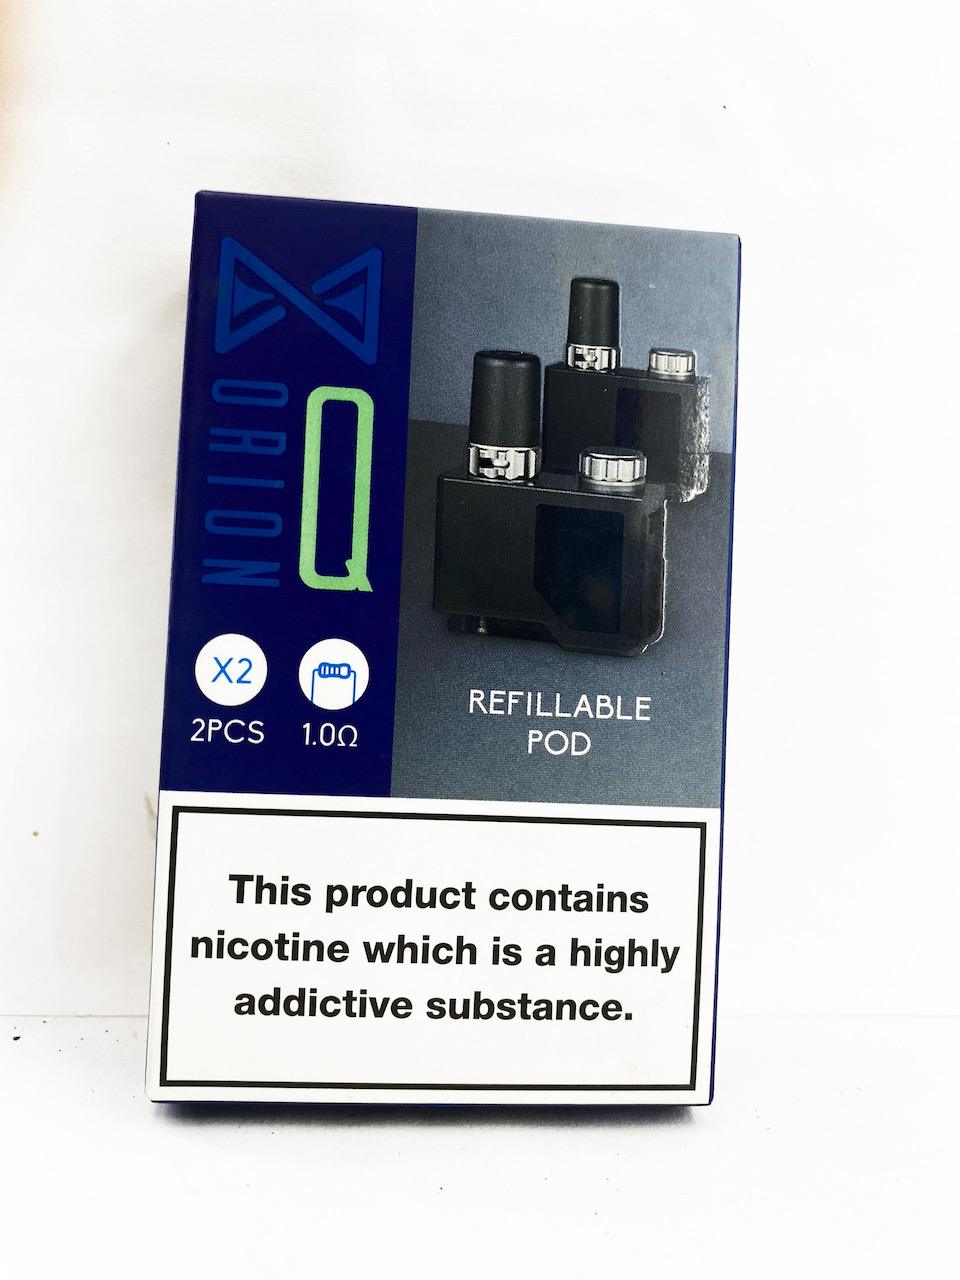 ORION
Q
X2
2PCS
1.0Ω
REFILLABLE
POD
This product contains
nicotine which is a highly
addictive substance.